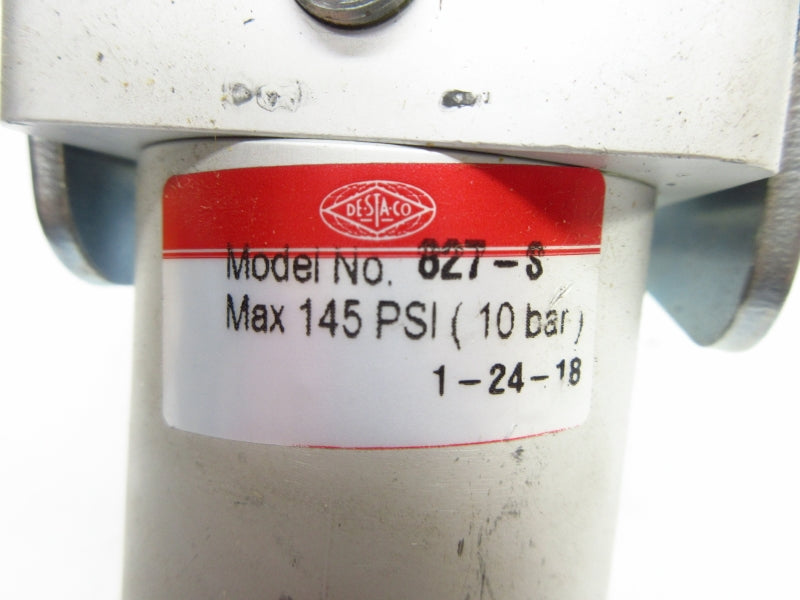 DE-STA-CO
Model No. 827-S
Max 145 PSI ( 10 bar )
1-24-18